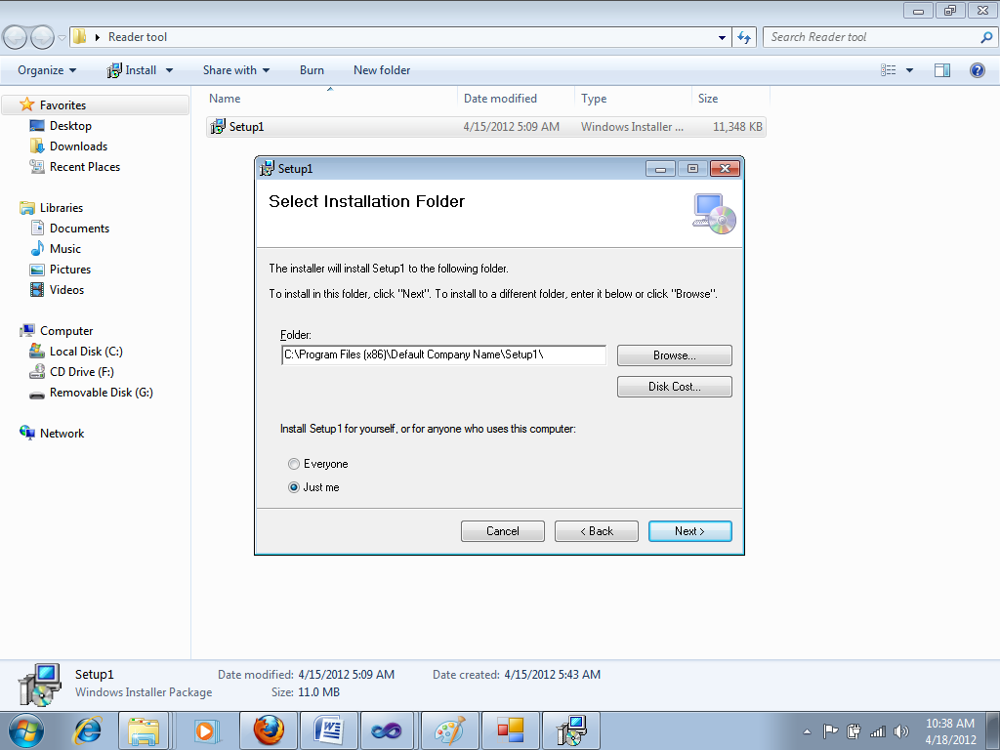 Reader tool
Search Reader tool
Organize Install Share with Burn New folder
Name Date modified Type Size
Favorites
Desktop
Downloads
Recent Places
Libraries
Documents
Music
Pictures
Videos
Computer
Local Disk (C:)
CD Drive (F:)
Removable Disk (G:)
Network
Setup1 4/15/2012 5:09 AM Windows Installer ... 11,348 KB
Setup1
Select Installation Folder
The installer will install Setup1 to the following folder.
To install in this folder, click "Next". To install to a different folder, enter it below or click "Browse".
Folder:
C:\Program Files (x86)\Default Company Name\Setup1\
Browse...
Disk Cost...
Install Setup1 for yourself, or for anyone who uses this computer:
Everyone
Just me
Cancel < Back Next >
Setup1 Date modified: 4/15/2012 5:09 AM Date created: 4/15/2012 5:43 AM
Windows Installer Package Size: 11.0 MB
10:38 AM
4/18/2012